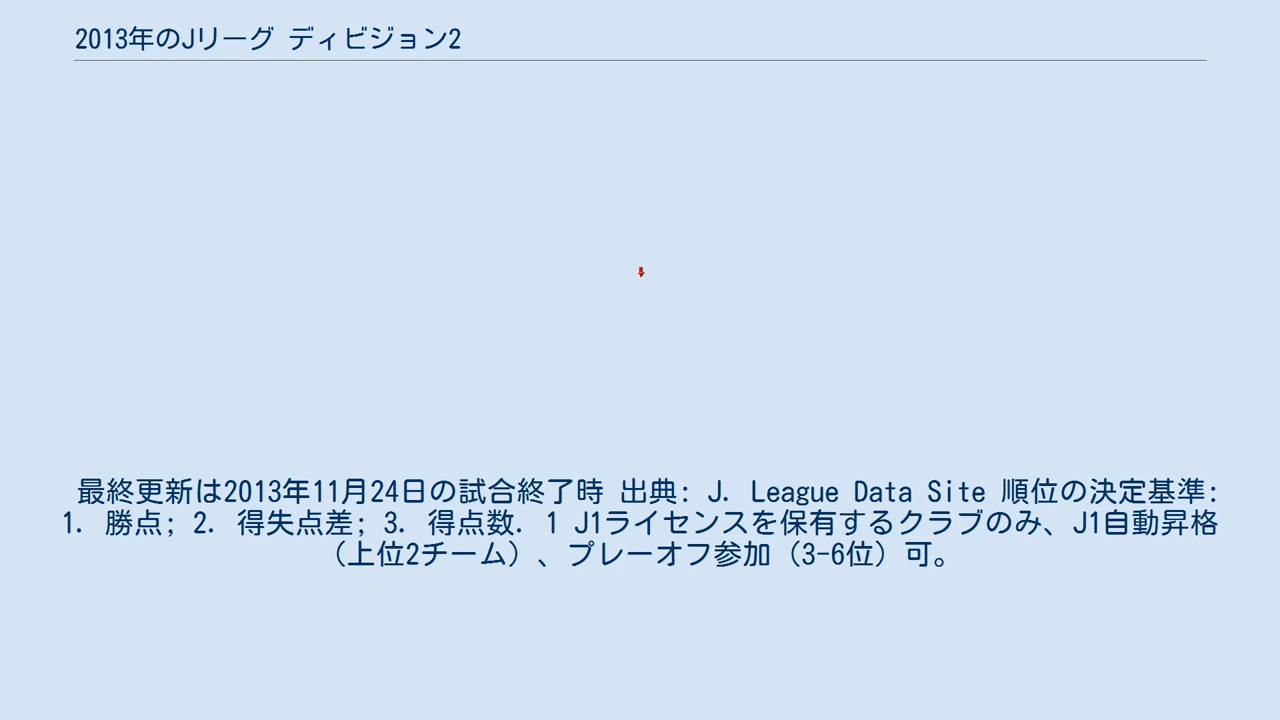 2013年のJリーグ ディビジョン2
最終更新は2013年11月24日の試合終了時 出典: J. League Data Site 順位の決定基準:
1. 勝点; 2. 得失点差; 3. 得点数. 1 J1ライセンスを保有するクラブのみ、J1自動昇格
（上位2チーム）、プレーオフ参加（3-6位）可。